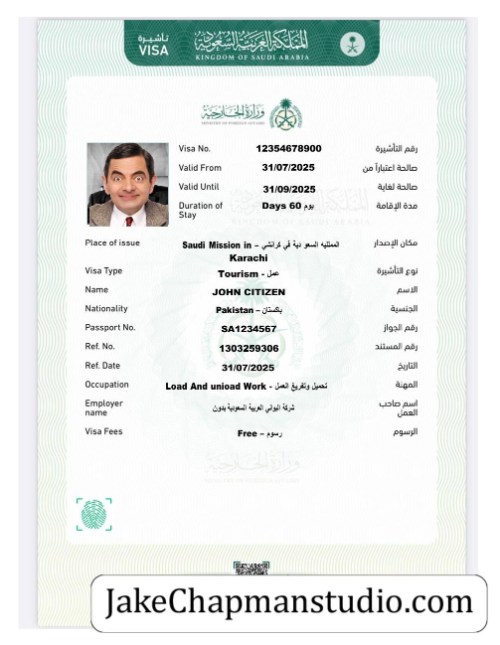 تأشيرة
VISA
المملكة العربية السعودية
KINGDOM OF SAUDI ARABIA
وزارة الخارجية
MINISTRY OF FOREIGN AFFAIRS
Visa No. 12354678900 رقم التأشيرة
Valid From 31/07/2025 صالحة اعتباراً من
Valid Until 31/09/2025 صالحة لغاية
Duration of Stay Days 60 يوم مدة الإقامة
Place of issue Saudi Mission in – الممثليه السعو دية في كراتشي مكان الإصدار
Karachi
Visa Type Tourism - عمل نوع التأشيرة
Name JOHN CITIZEN الاسم
Nationality Pakistan – باكستان الجنسية
Passport No. SA1234567 رقم الجواز
Ref. No. 1303259306 رقم المستند
Ref. Date 31/07/2025 التاريخ
Occupation Load And unioad Work - تحميل وتفريغ العمل المهنة
Employer name شركة البواني العربية السعودية بدون اسم صاحب العمل
Visa Fees Free – رسوم الرسوم
وزارة الخارجية
JakeChapmanstudio.com